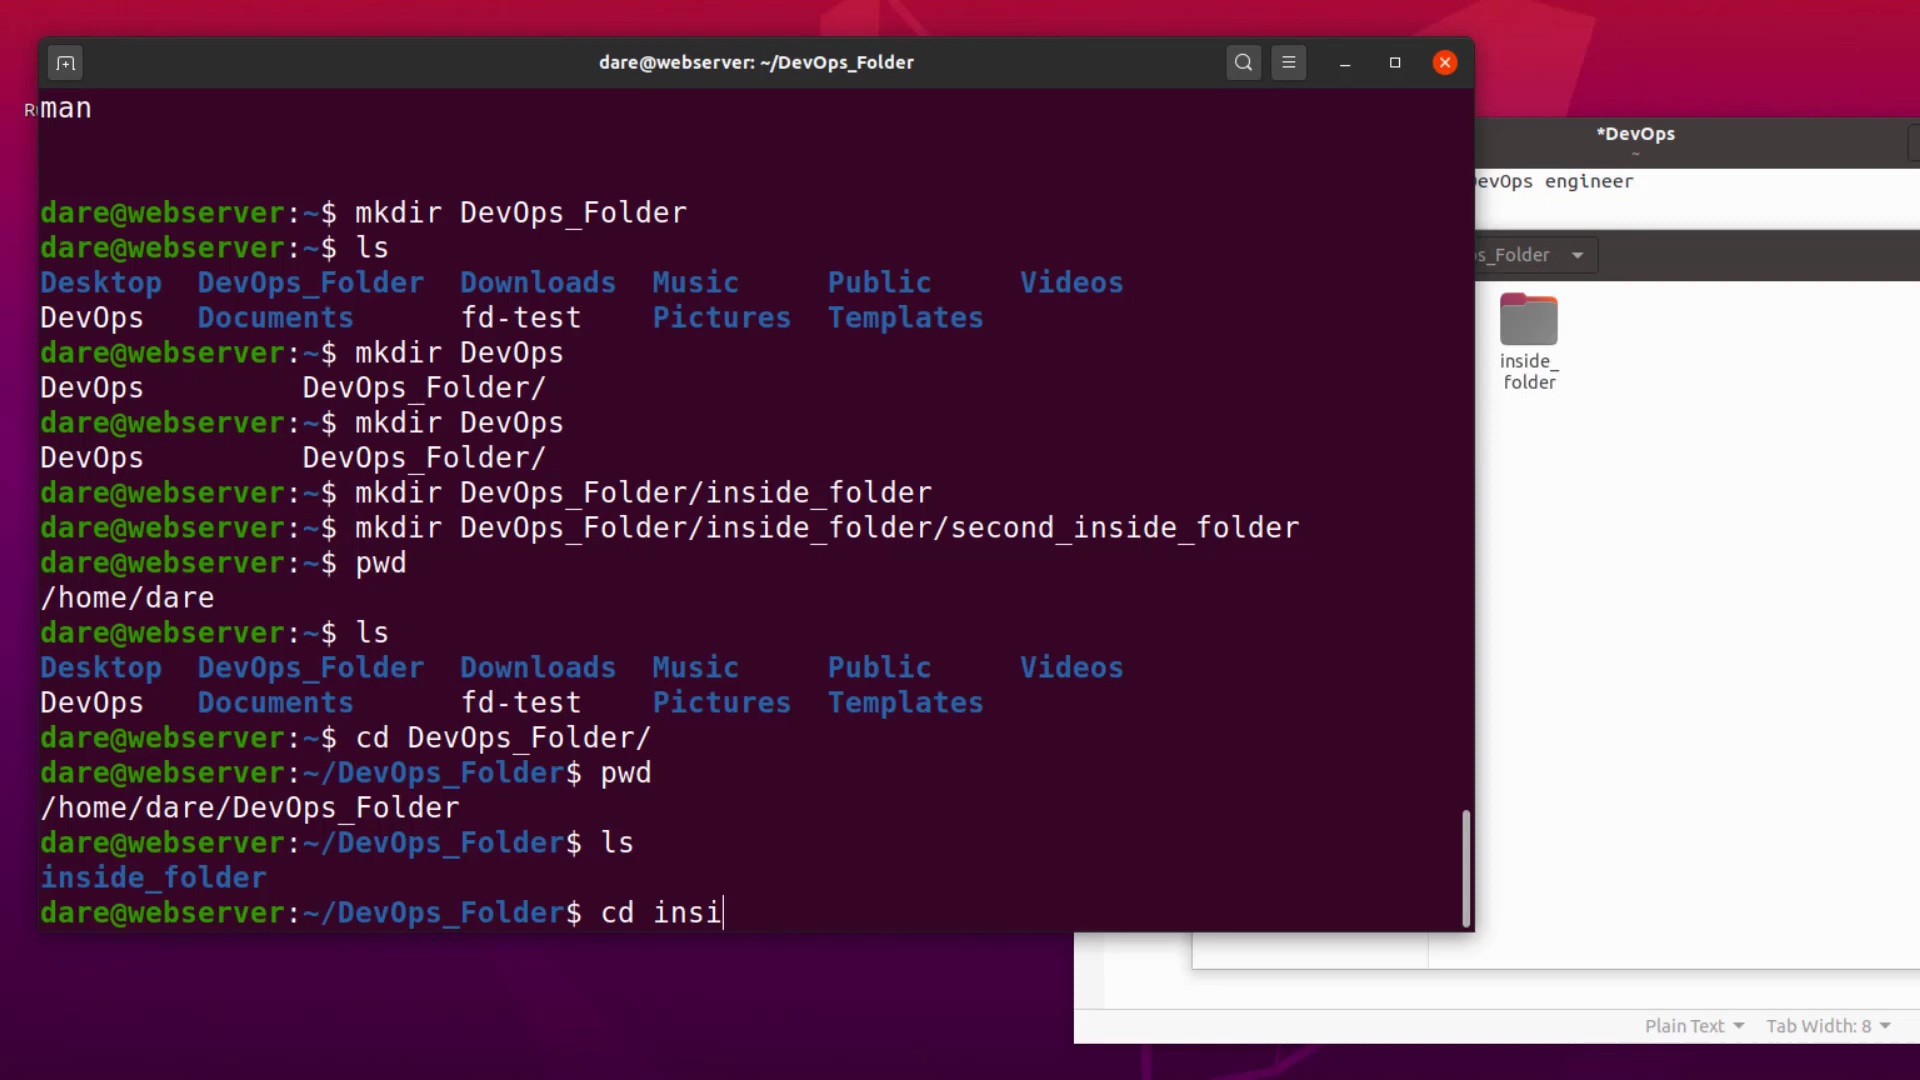 dare@webserver: ~/DevOps_Folder
man
dare@webserver:~$ mkdir DevOps_Folder
dare@webserver:~$ ls
Desktop DevOps_Folder Downloads Music Public Videos
DevOps Documents fd-test Pictures Templates
dare@webserver:~$ mkdir DevOps
DevOps DevOps_Folder/
dare@webserver:~$ mkdir DevOps
DevOps DevOps_Folder/
dare@webserver:~$ mkdir DevOps_Folder/inside_folder
dare@webserver:~$ mkdir DevOps_Folder/inside_folder/second_inside_folder
dare@webserver:~$ pwd
/home/dare
dare@webserver:~$ ls
Desktop DevOps_Folder Downloads Music Public Videos
DevOps Documents fd-test Pictures Templates
dare@webserver:~$ cd DevOps_Folder/
dare@webserver:~/DevOps_Folder$ pwd
/home/dare/DevOps_Folder
dare@webserver:~/DevOps_Folder$ ls
inside_folder
dare@webserver:~/DevOps_Folder$ cd insi
*DevOps
~
DevOps engineer
s_Folder
inside_
folder
Plain Text
Tab Width: 8